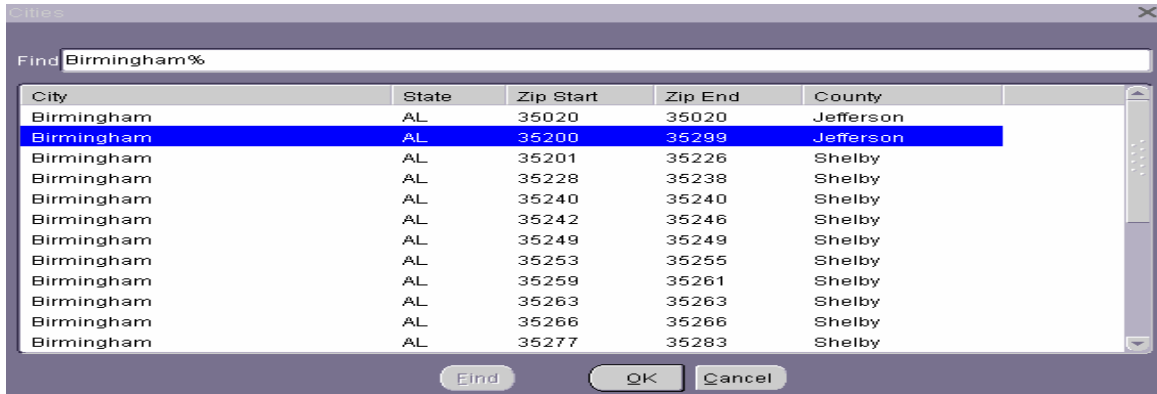 Cities
Find Birmingham%
City State Zip Start Zip End County
Birmingham AL 35020 35020 Jefferson
Birmingham AL 35200 35299 Jefferson
Birmingham AL 35201 35226 Shelby
Birmingham AL 35228 35238 Shelby
Birmingham AL 35240 35240 Shelby
Birmingham AL 35242 35246 Shelby
Birmingham AL 35249 35249 Shelby
Birmingham AL 35253 35255 Shelby
Birmingham AL 35259 35261 Shelby
Birmingham AL 35263 35263 Shelby
Birmingham AL 35266 35266 Shelby
Birmingham AL 35277 35283 Shelby
Find OK Cancel